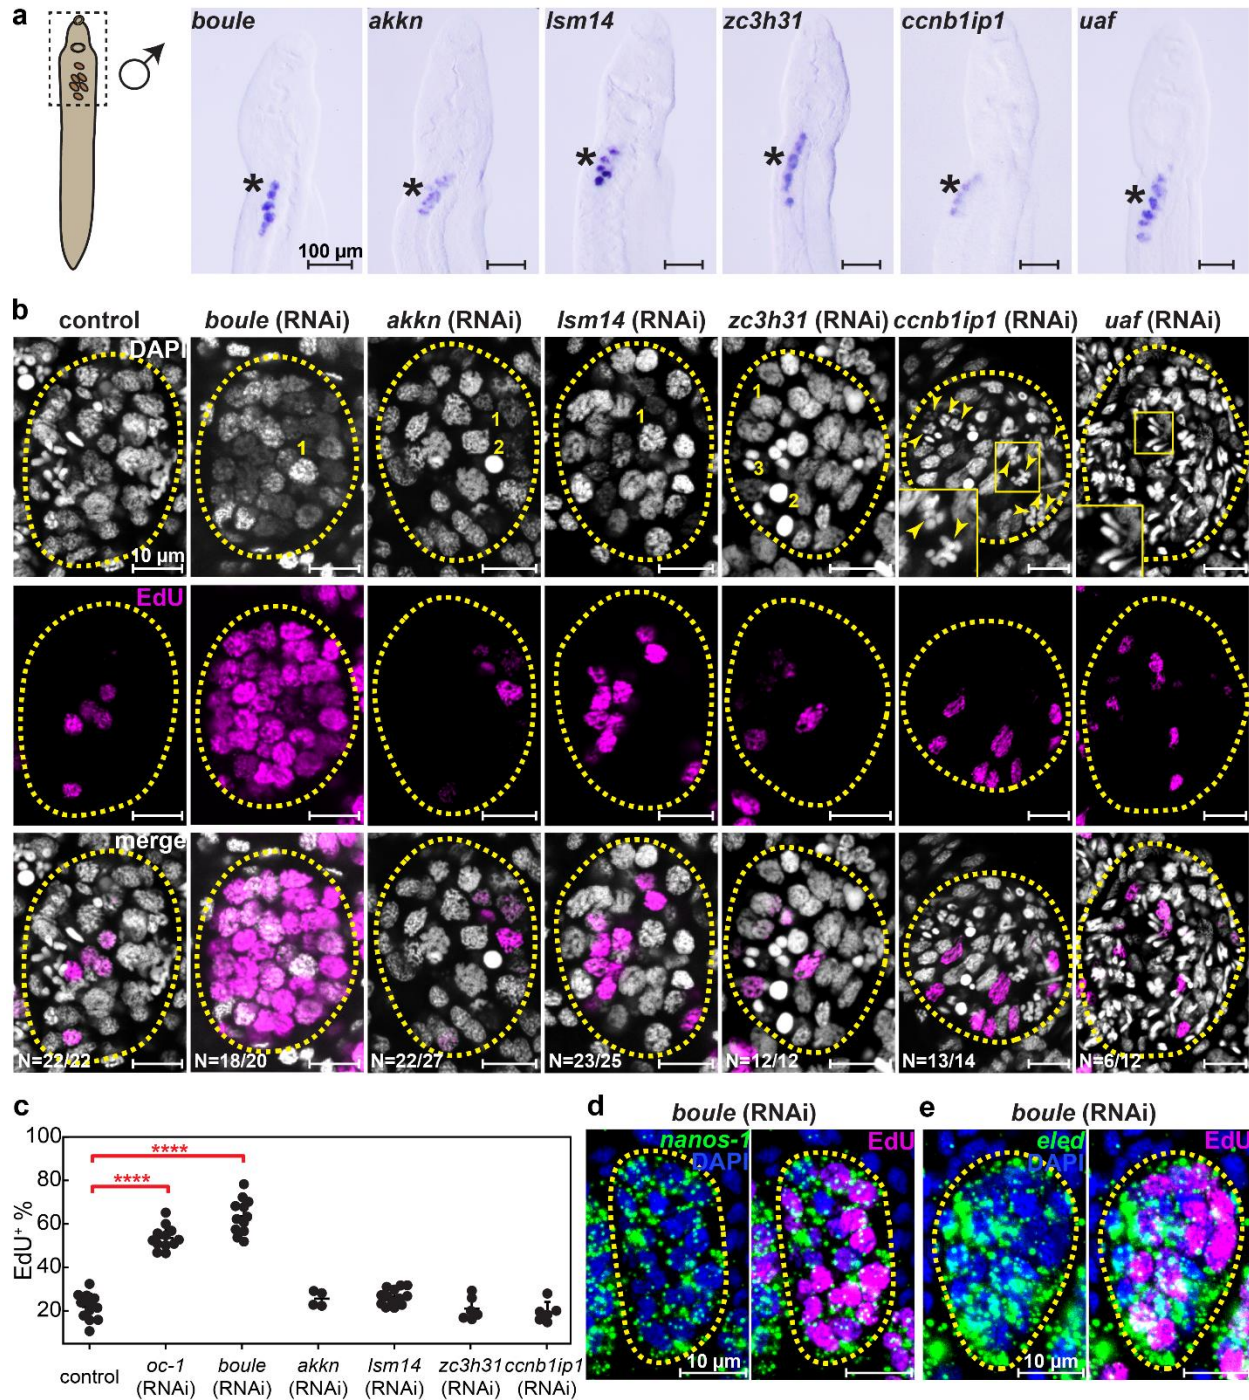 a
boule
akkn
lsm14
zc3h31
ccnb1ip1
uaf
*
*
*
*
*
*
100 µm
b
control
boule (RNAi)
akkn (RNAi)
lsm14 (RNAi)
zc3h31 (RNAi)
ccnb1ip1 (RNAi)
uaf (RNAi)
DAPI
1
1
2
1
1
3
2
10 µm
EdU
merge
N=22/22
N=18/20
N=22/27
N=23/25
N=12/12
N=13/14
N=6/12
c
EdU+ %
100
80
60
40
20
****
****
control
oc-1 (RNAi)
boule (RNAi)
akkn (RNAi)
lsm14 (RNAi)
zc3h31 (RNAi)
ccnb1ip1 (RNAi)
d
boule (RNAi)
nanos-1
DAPI
EdU
10 µm
e
boule (RNAi)
eled
DAPI
EdU
10 µm